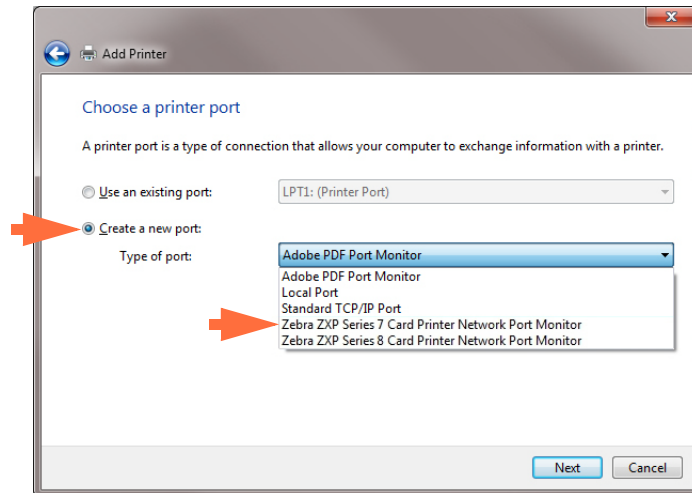 Add Printer
Choose a printer port
A printer port is a type of connection that allows your computer to exchange information with a printer.
Use an existing port: LPT1: (Printer Port)
Create a new port:
Type of port: Adobe PDF Port Monitor
Adobe PDF Port Monitor
Local Port
Standard TCP/IP Port
Zebra ZXP Series 7 Card Printer Network Port Monitor
Zebra ZXP Series 8 Card Printer Network Port Monitor
Next Cancel